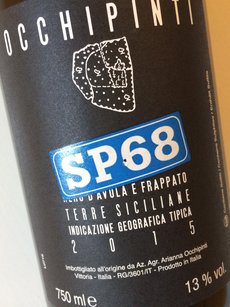 OCCHIPINTI
SP68
NERO D'AVOLA E FRAPPATO
TERRE SICILIANE
INDICAZIONE GEOGRAFICA TIPICA
2015
Imbottigliato all'origine da Az. Agr. Arianna Occhipinti
Vittoria - Italia - RG/3601/IT - Prodotto in Italia
750 ml e
13 % vol.